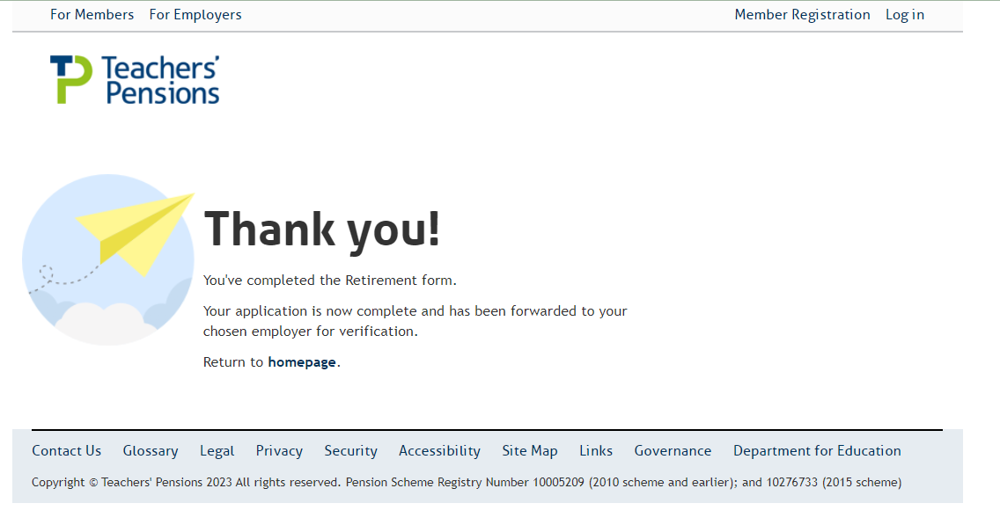 For Members For Employers Member Registration Log in
Teachers'
Pensions
Thank you!
You've completed the Retirement form.
Your application is now complete and has been forwarded to your
chosen employer for verification.
Return to homepage.
Contact Us Glossary Legal Privacy Security Accessibility Site Map Links Governance Department for Education
Copyright © Teachers' Pensions 2023 All rights reserved. Pension Scheme Registry Number 10005209 (2010 scheme and earlier); and 10276733 (2015 scheme)